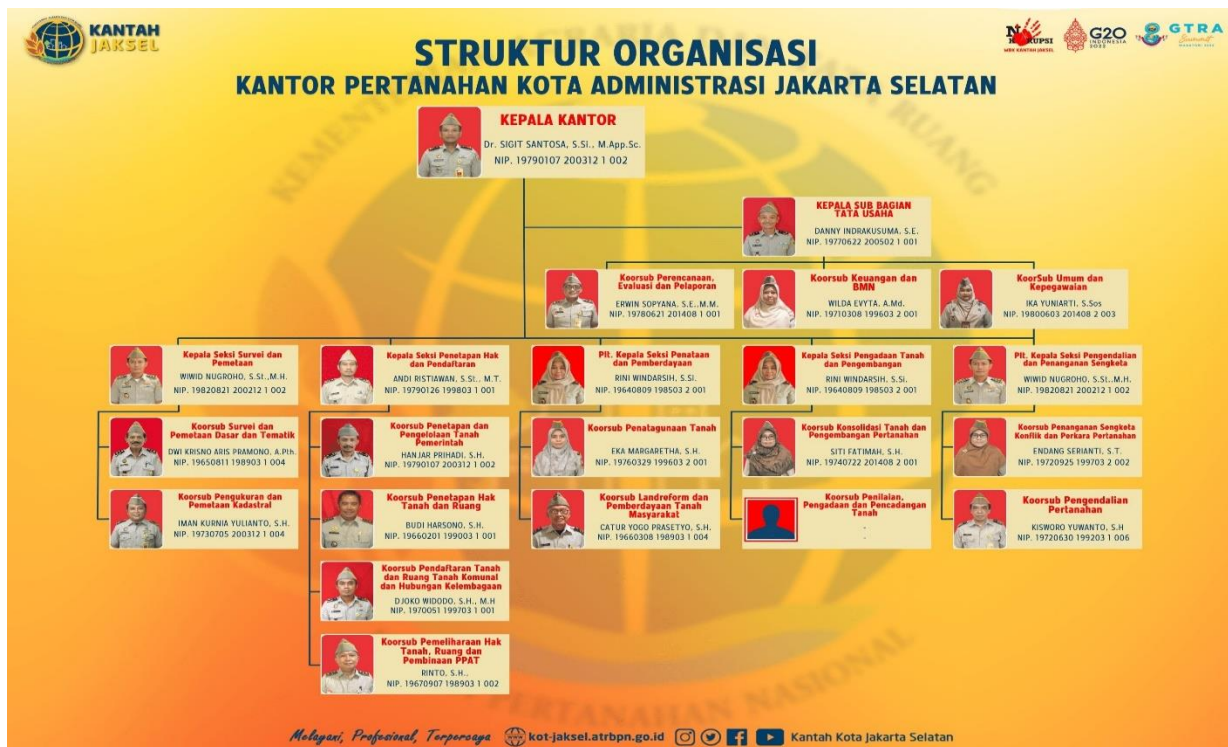 KANTAH
JAKSEL
NO KORUPSI
WBK KANTAH JAKSEL
G20
INDONESIA
2022
GTRA
Summit
STRUKTUR ORGANISASI
KANTOR PERTANAHAN KOTA ADMINISTRASI JAKARTA SELATAN
KEPALA KANTOR
Dr. SIGIT SANTOSA, S.Si., M.App.Sc.
NIP. 19790107 200312 1 002
KEPALA SUB BAGIAN
TATA USAHA
DANNY INDRAKUSUMA, S.E.
NIP. 19770622 200502 1 001
Koorsub Perencanaan,
Evaluasi dan Pelaporan
ERWIN SOPYANA, S.E.,M.M.
NIP. 19780621 201408 1 001
Koorsub Keuangan dan
BMN
WILDA EVYTA, A.Md.
NIP. 19710308 199603 2 001
KoorSub Umum dan
Kepegawaian
IKA YUNIARTI, S.Sos
NIP. 19800603 201408 2 003
Kepala Seksi Survei dan
Pemetaan
WIWID NUGROHO, S.SI.,M.H.
NIP. 19820821 200212 1 002
Kepala Seksi Penetapan Hak
dan Pendaftaran
ANDI RISTIAWAN, S.SI., M.T.
NIP. 19790126 199803 1 001
Plt. Kepala Seksi Penataan
dan Pemberdayaan
RINI WINDARSIH, S.Si.
NIP. 19640809 198503 2 001
Kepala Seksi Pengadaan Tanah
dan Pengembangan
RINI WINDARSIH, S.Si.
NIP. 19640809 198503 2 001
Plt. Kepala Seksi Pengendalian
dan Penanganan Sengketa
WIWID NUGROHO, S.SI.,M.H.
NIP. 19820821 200212 1 002
Koorsub Survei dan
Pemetaan Dasar dan Tematik
DWI KRISNO ARIS PRAMONO, A.Pth.
NIP. 19650811 198903 1 004
Koorsub Penetapan dan
Pengelolaan Tanah
Pemerintah
HANJAR PRIHADI, S.H.
NIP. 19790107 200312 1 002
Koorsub Penatagunaan Tanah
EKA MARGARETHA, S.H.
NIP. 19760329 199603 2 001
Koorsub Konsolidasi Tanah dan
Pengembangan Pertanahan
SITI FATIMAH, S.H.
NIP. 19740722 201408 2 001
Koorsub Penanganan Sengketa
Konflik dan Perkara Pertanahan
ENDANG SERIANTI, S.T.
NIP. 19720925 199703 2 002
Koorsub Pengukuran dan
Pemetaan Kadastral
IMAN KURNIA YULIANTO, S.H.
NIP. 19730705 200312 1 004
Koorsub Penetapan Hak
Tanah dan Ruang
BUDI HARSONO, S.H.
NIP. 19660201 199003 1 001
Koorsub Landreform dan
Pemberdayaan Tanah
Masyarakat
CATUR YOGO PRASETYO, S.H.
NIP. 19660308 198903 1 004
Koorsub Penilaian,
Pengadaan dan Pencadangan
Tanah
-
-
Koorsub Pengendalian
Pertanahan
KISWORO YUWANTO, S.H
NIP. 19720630 199203 1 006
Koorsub Pendaftaran Tanah
dan Ruang Tanah Komunal
dan Hubungan Kelembagaan
DJOKO WIDODO, S.H., M.H
NIP. 1970051 199703 1 001
Koorsub Pemeliharaan Hak
Tanah, Ruang dan
Pembinaan PPAT
RINTO, S.H.,
NIP. 19670907 198903 1 002
Melayani, Profesional, Terpercaya kot-jaksel.atrbpn.go.id Kantah Kota Jakarta Selatan